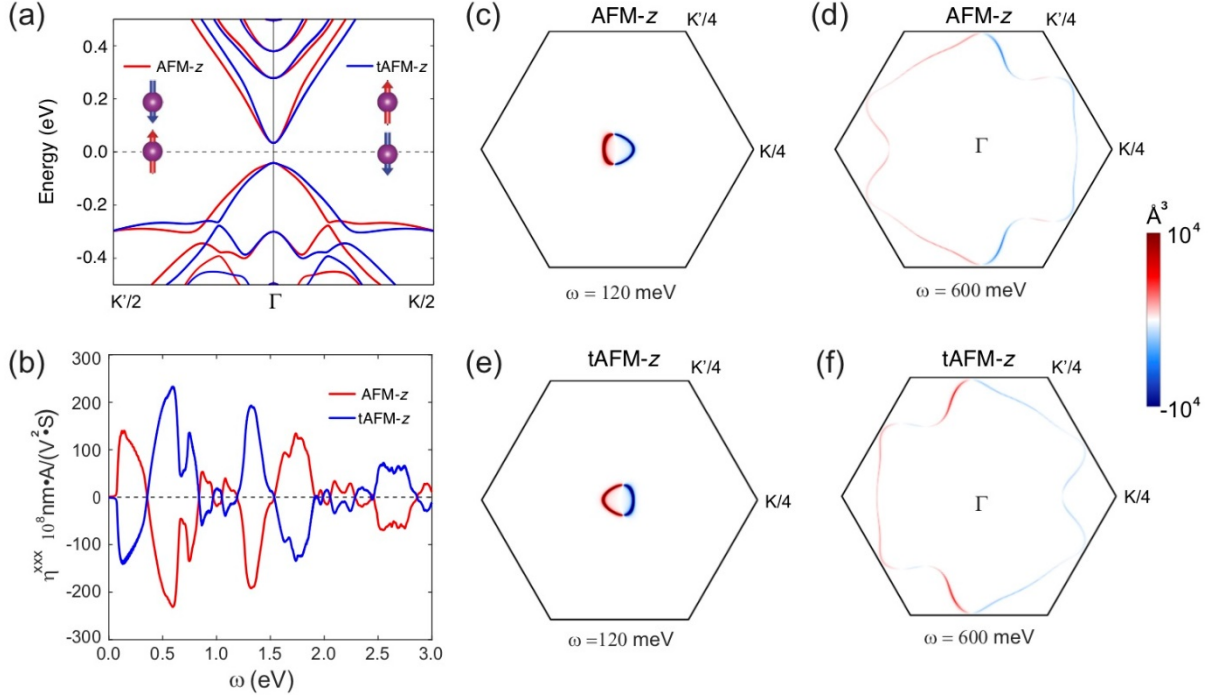 (a)
AFM-z
tAFM-z
Energy (eV)
0.4
0.2
0.0
-0.2
-0.4
K'/2
Γ
K/2
(b)
AFM-z
tAFM-z
η^xxx 10^8 nm•A/(V^2•S)
300
200
100
0
-100
-200
-300
0.0 0.5 1.0 1.5 2.0 2.5 3.0
ω (eV)
(c)
AFM-z
K'/4
K/4
ω = 120 meV
(d)
AFM-z
K'/4
Γ
K/4
ω = 600 meV
(e)
tAFM-z
K'/4
K/4
ω =120 meV
(f)
tAFM-z
K'/4
Γ
K/4
ω = 600 meV
Å^3
10^4
-10^4